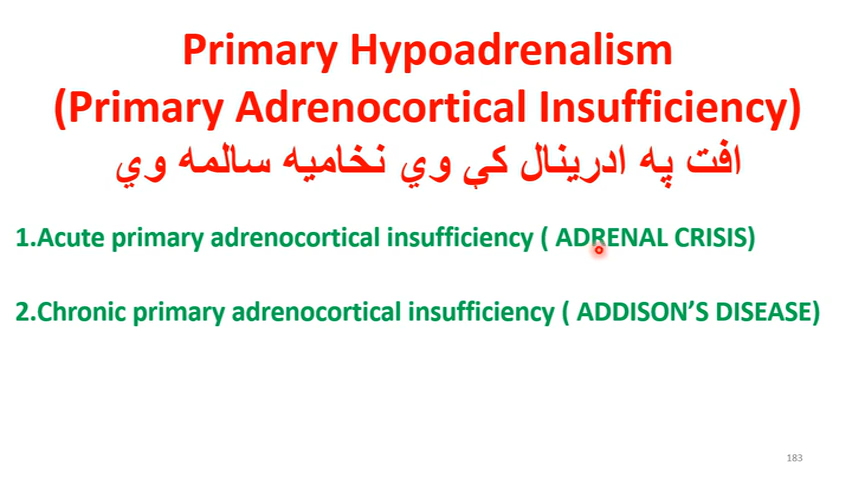 Primary Hypoadrenalism
(Primary Adrenocortical Insufficiency)
افت په ادرينال کې وي نخاميه سالمه وي
1.Acute primary adrenocortical insufficiency ( ADRENAL CRISIS)
2.Chronic primary adrenocortical insufficiency ( ADDISON’S DISEASE)
183